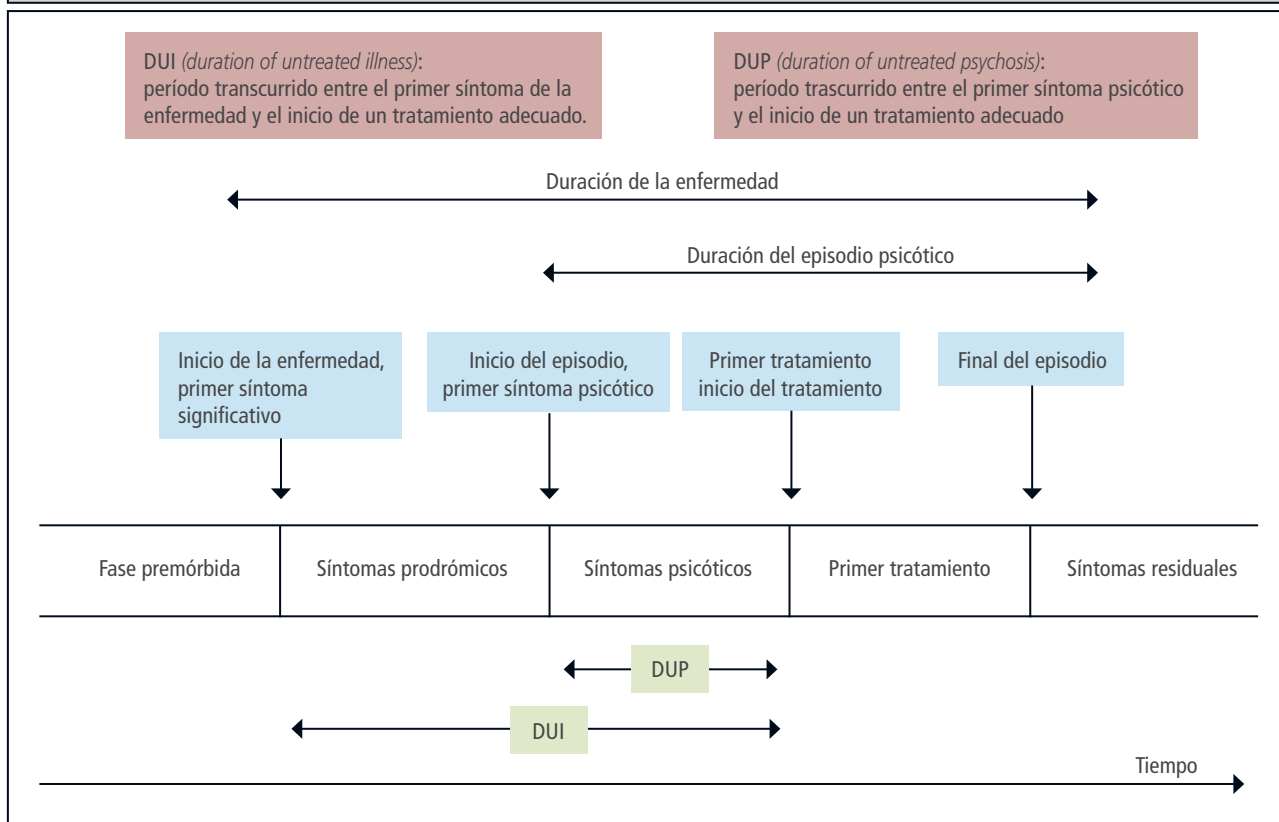 DUI (duration of untreated illness):
período transcurrido entre el primer síntoma de la
enfermedad y el inicio de un tratamiento adecuado.
DUP (duration of untreated psychosis):
período trascurrido entre el primer síntoma psicótico
y el inicio de un tratamiento adecuado
Duración de la enfermedad
Duración del episodio psicótico
Inicio de la enfermedad,
primer síntoma
significativo
Inicio del episodio,
primer síntoma psicótico
Primer tratamiento
inicio del tratamiento
Final del episodio
Fase premórbida
Síntomas prodrómicos
Síntomas psicóticos
Primer tratamiento
Síntomas residuales
DUP
DUI
Tiempo